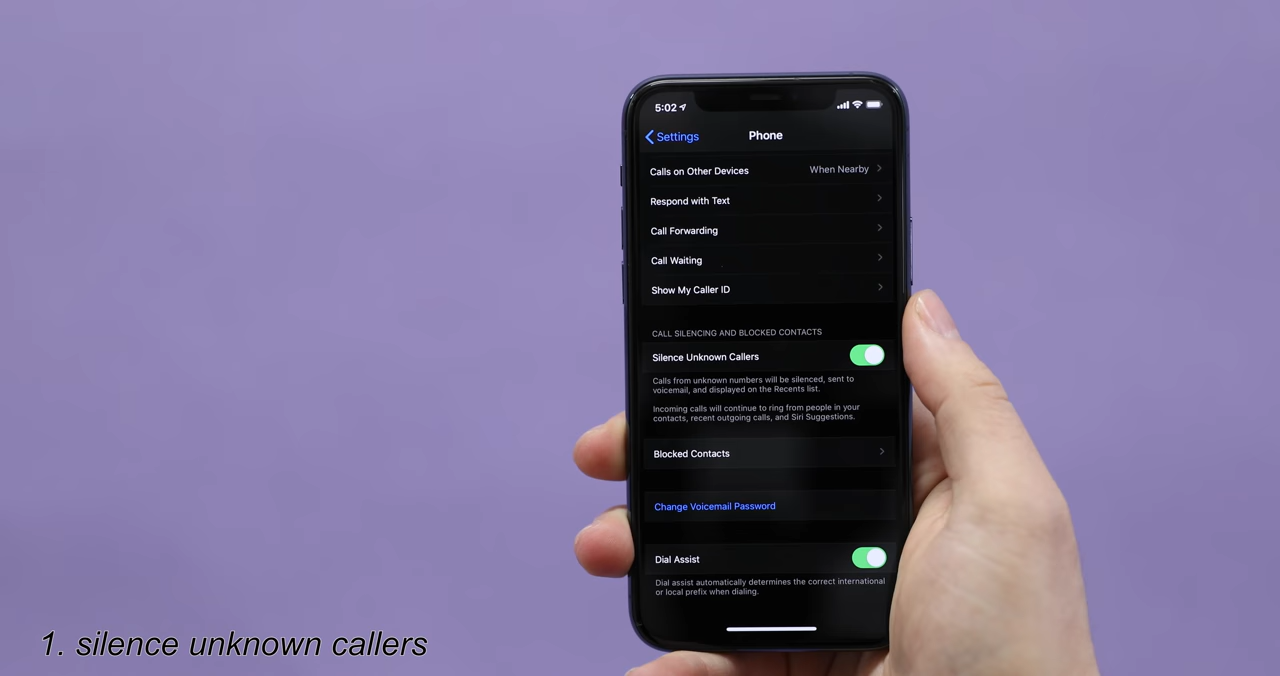 5:02
Settings
Phone
Calls on Other Devices When Nearby
Respond with Text
Call Forwarding
Call Waiting
Show My Caller ID
CALL SILENCING AND BLOCKED CONTACTS
Silence Unknown Callers
Calls from unknown numbers will be silenced, sent to
voicemail, and displayed on the Recents list.
Incoming calls will continue to ring from people in your
contacts, recent outgoing calls, and Siri Suggestions.
Blocked Contacts
Change Voicemail Password
Dial Assist
Dial assist automatically determines the correct international
or local prefix when dialing.
1. silence unknown callers